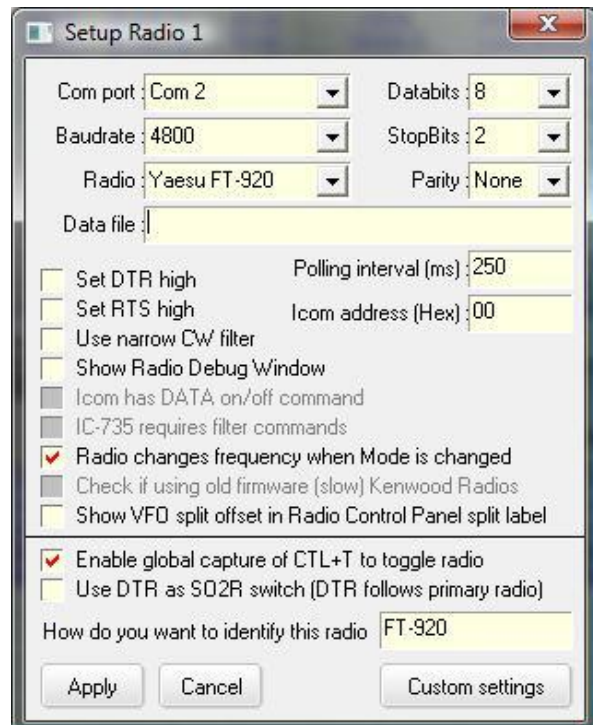 Setup Radio 1
Com port : Com 2 Databits : 8
Baudrate : 4800 StopBits : 2
Radio : Yaesu FT-920 Parity : None
Data file :
Set DTR high Polling interval (ms) : 250
Set RTS high Icom address (Hex) : 00
Use narrow CW filter
Show Radio Debug Window
Icom has DATA on/off command
IC-735 requires filter commands
Radio changes frequency when Mode is changed
Check if using old firmware (slow) Kenwood Radios
Show VFO split offset in Radio Control Panel split label
Enable global capture of CTL+T to toggle radio
Use DTR as SO2R switch (DTR follows primary radio)
How do you want to identify this radio FT-920
Apply Cancel Custom settings